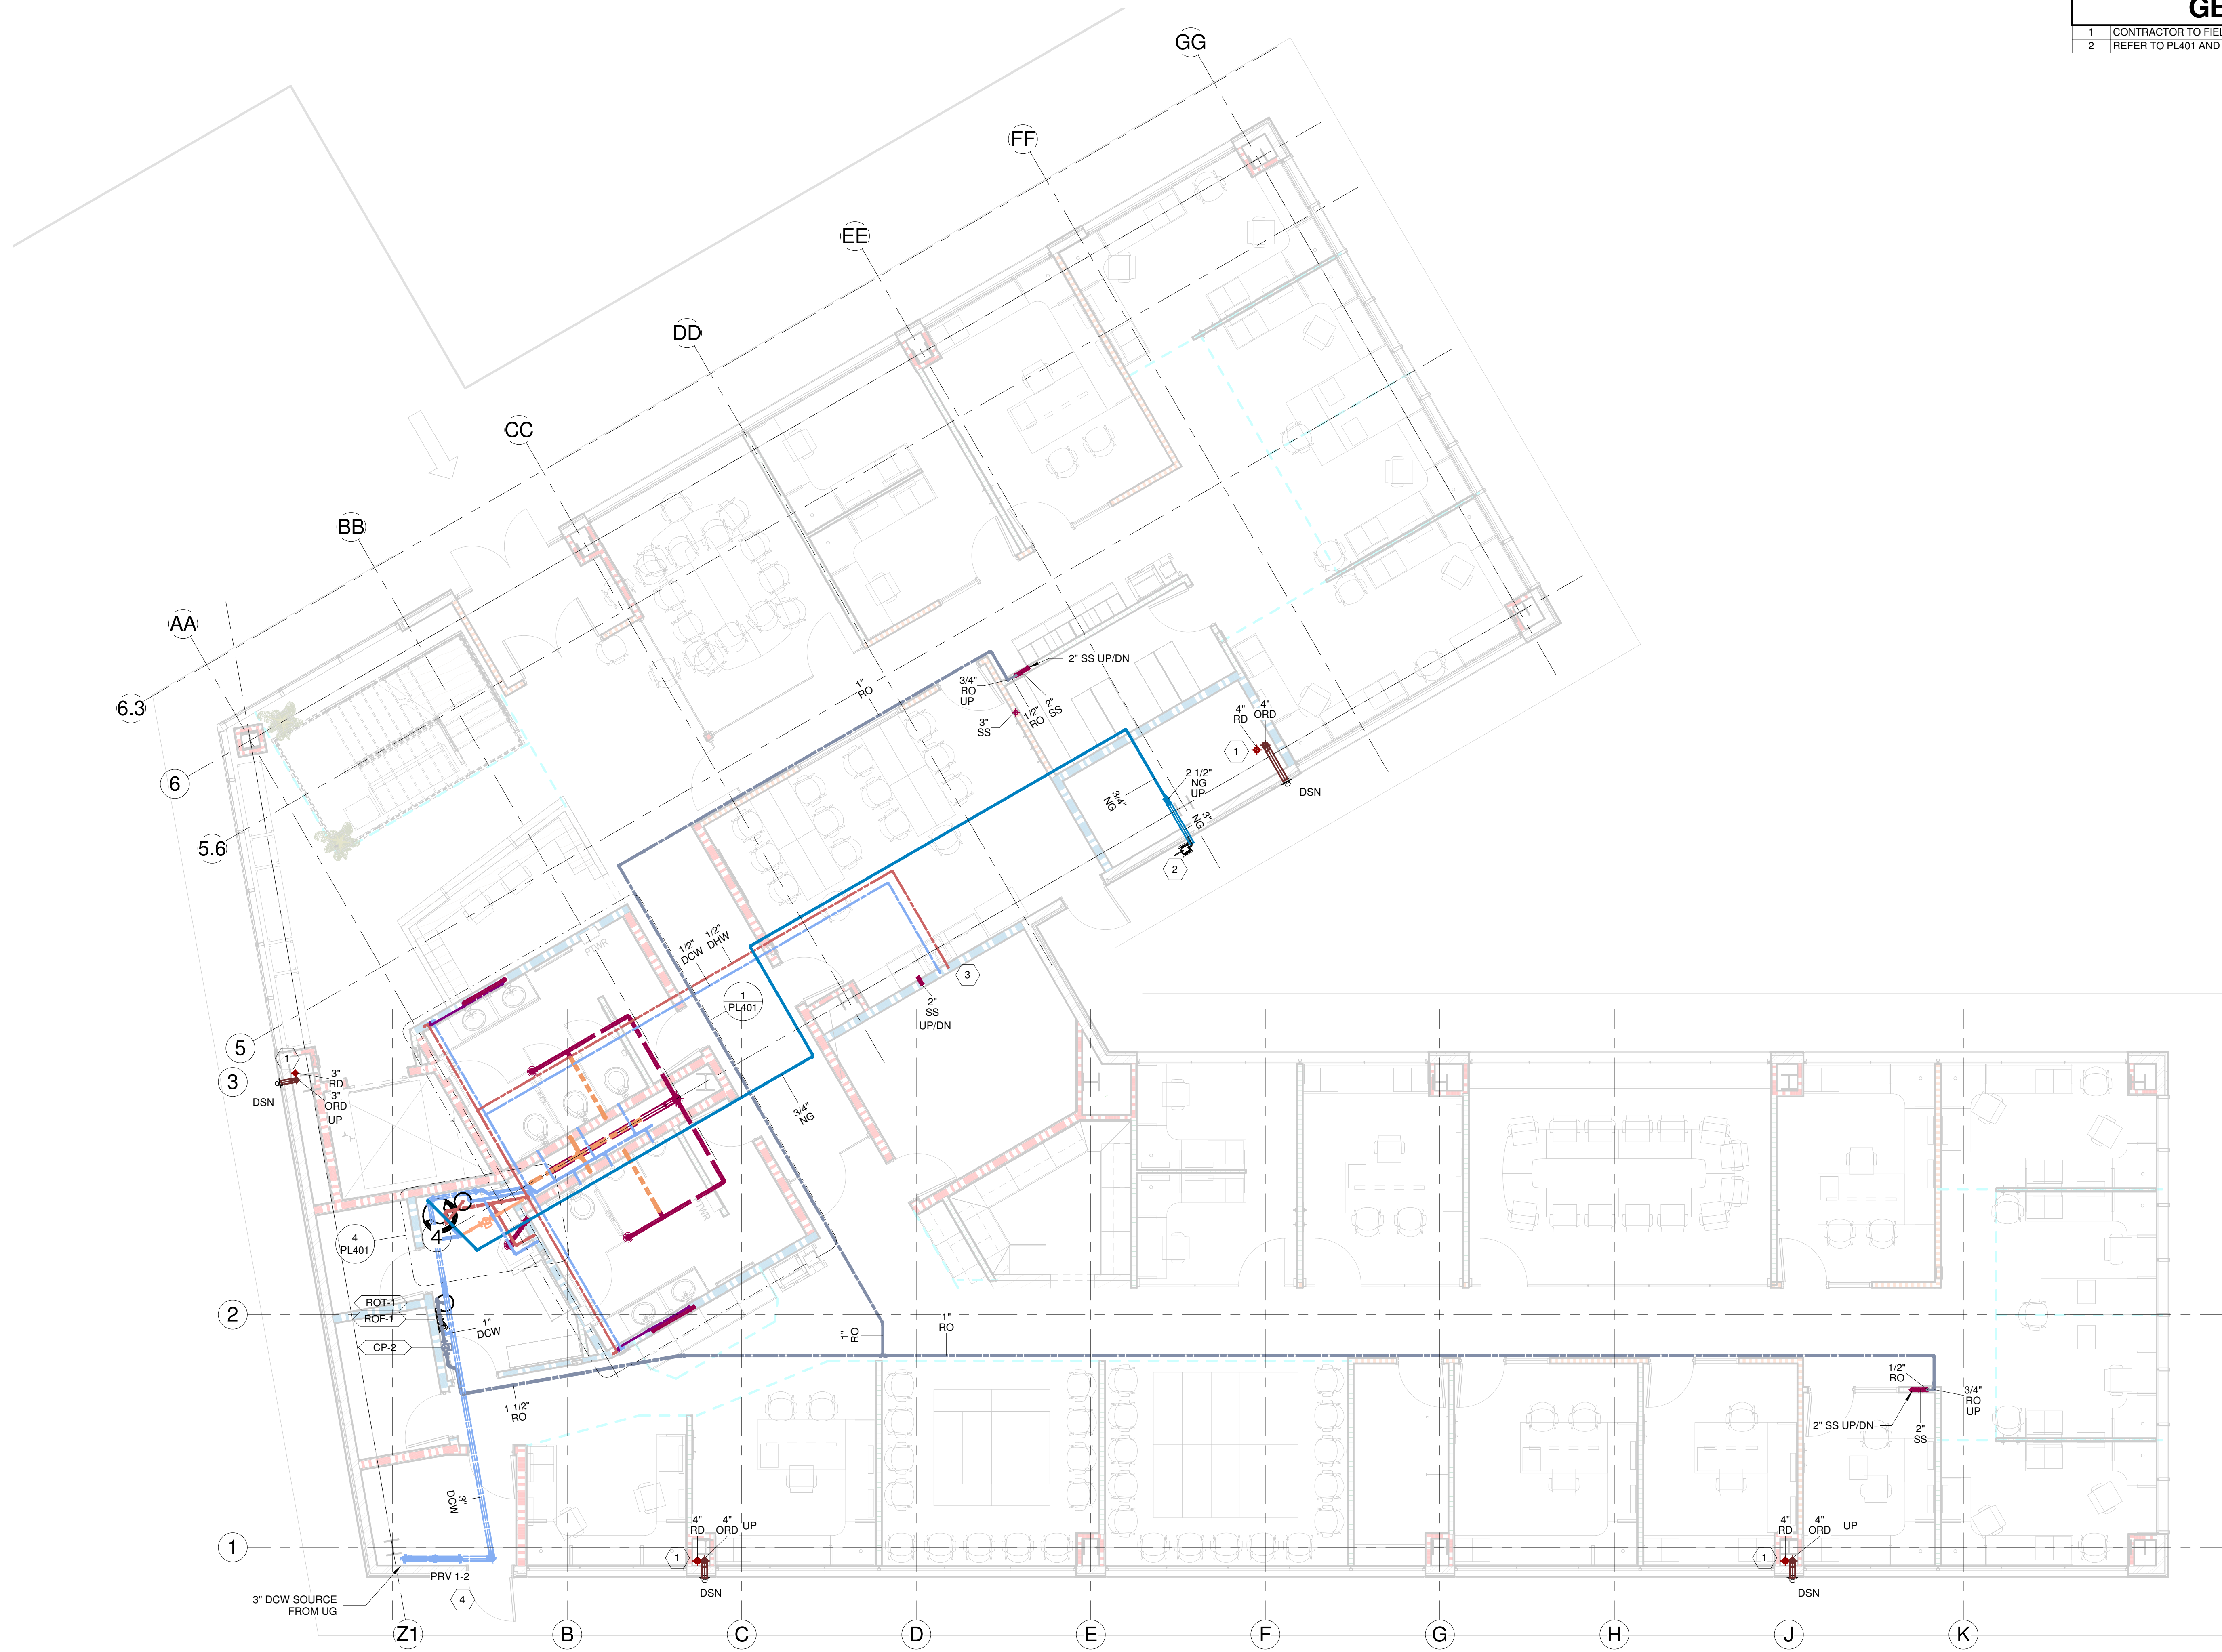 GE
1 CONTRACTOR TO FIEL
2 REFER TO PL401 AND
GG
FF
EE
DD
CC
BB
AA
6.3
6
5.6
5
3
2
1
2" SS UP/DN
3/4"
RO
UP
1/2"
RO
2"
SS
3"
SS
1"
RO
4"
RD
4"
ORD
1
DSN
2 1/2"
NG
UP
3/4"
NG
3"
NG
2
1/2"
DCW
1/2"
DHW
1
PL401
3
2"
SS
UP/DN
PTWR
1
3"
RD
3"
ORD
UP
DSN
3/4"
NG
4
4
PL401
ROT-1
ROF-1
CP-2
1"
DCW
1"
RO
1"
RO
1 1/2"
RO
1/2"
RO
3/4"
RO
UP
2" SS UP/DN
2"
SS
3"
DCW
4"
RD
4"
ORD
UP
1
DSN
4"
RD
4"
ORD
UP
1
DSN
PRV 1-2
4
3" DCW SOURCE
FROM UG
Z1
B
C
D
E
F
G
H
J
K